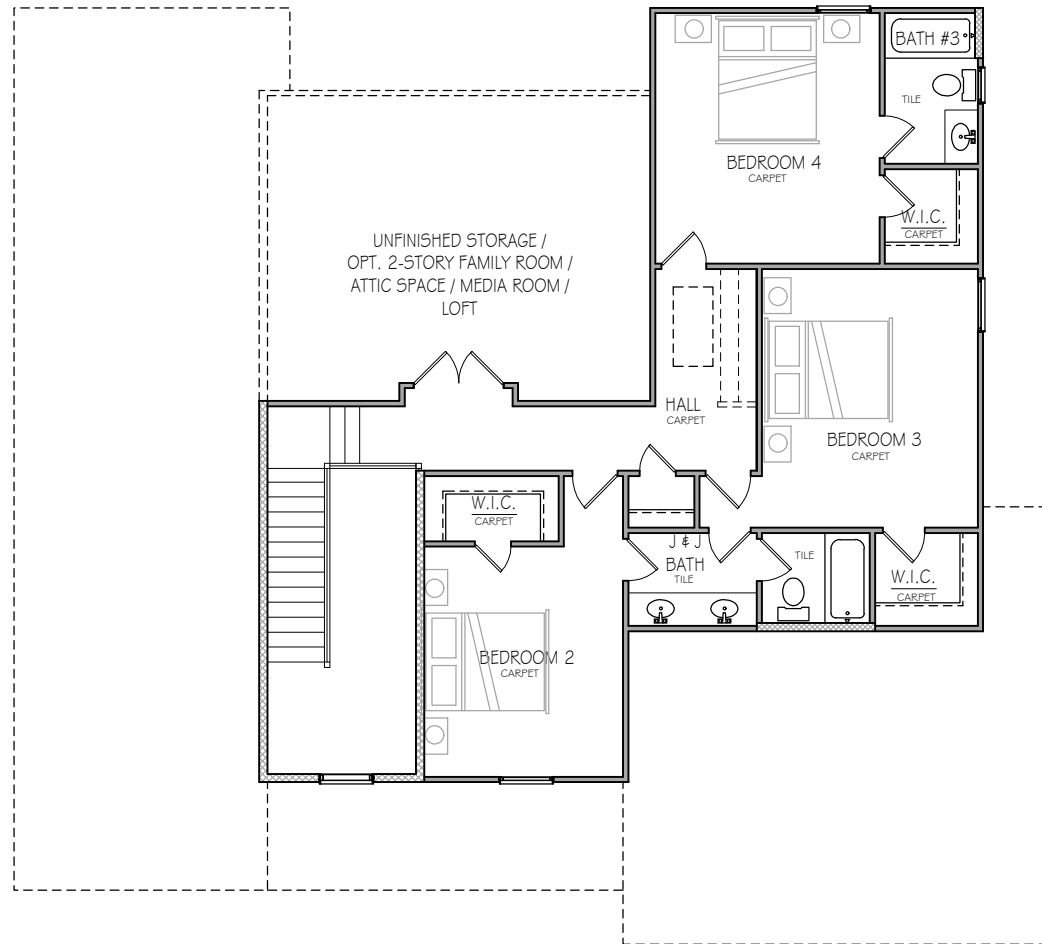 BATH #3
TILE
BEDROOM 4
CARPET
W.I.C.
CARPET
UNFINISHED STORAGE /
OPT. 2-STORY FAMILY ROOM /
ATTIC SPACE / MEDIA ROOM /
LOFT
HALL
CARPET
BEDROOM 3
CARPET
W.I.C.
CARPET
J & J
BATH
TILE
TILE
W.I.C.
CARPET
BEDROOM 2
CARPET